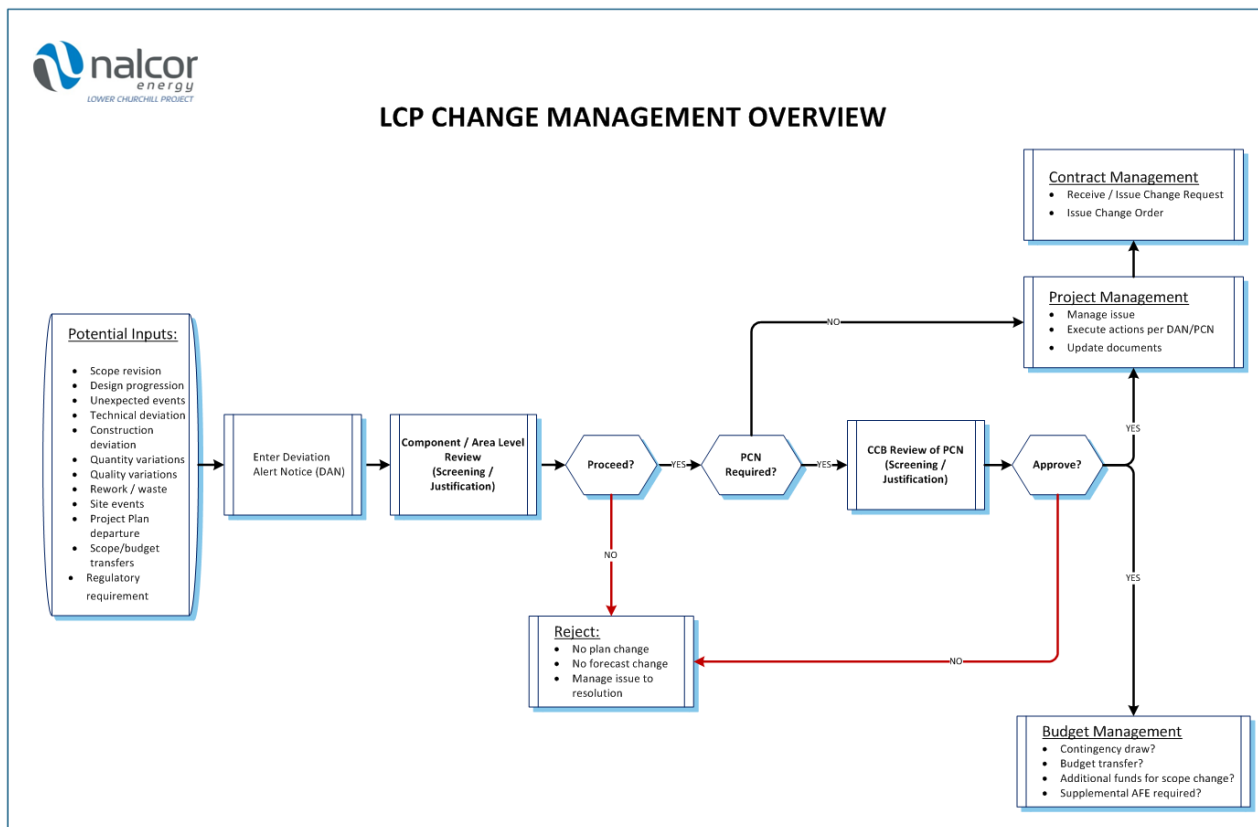 nalcor
energy
LOWER CHURCHILL PROJECT
LCP CHANGE MANAGEMENT OVERVIEW
Contract Management
• Receive / Issue Change Request
• Issue Change Order
Project Management
• Manage issue
• Execute actions per DAN/PCN
• Update documents
NO
YES
Potential Inputs:
• Scope revision
• Design progression
• Unexpected events
• Technical deviation
• Construction
deviation
• Quantity variations
• Quality variations
• Rework / waste
• Site events
• Project Plan
departure
• Scope/budget
transfers
• Regulatory
requirement
Enter Deviation
Alert Notice (DAN)
Component / Area Level
Review
(Screening /
Justification)
Proceed?
YES
PCN
Required?
YES
CCB Review of PCN
(Screening /
Justification)
Approve?
NO
YES
Reject:
• No plan change
• No forecast change
• Manage issue to
resolution
NO
Budget Management
• Contingency draw?
• Budget transfer?
• Additional funds for scope change?
• Supplemental AFE required?